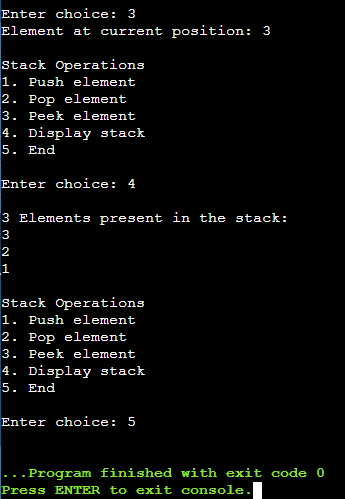 Enter choice: 3
Element at current position: 3
Stack Operations
1. Push element
2. Pop element
3. Peek element
4. Display stack
5. End
Enter choice: 4
3 Elements present in the stack:
3
2
1
Stack Operations
1. Push element
2. Pop element
3. Peek element
4. Display stack
5. End
Enter choice: 5
...Program finished with exit code 0
Press ENTER to exit console.